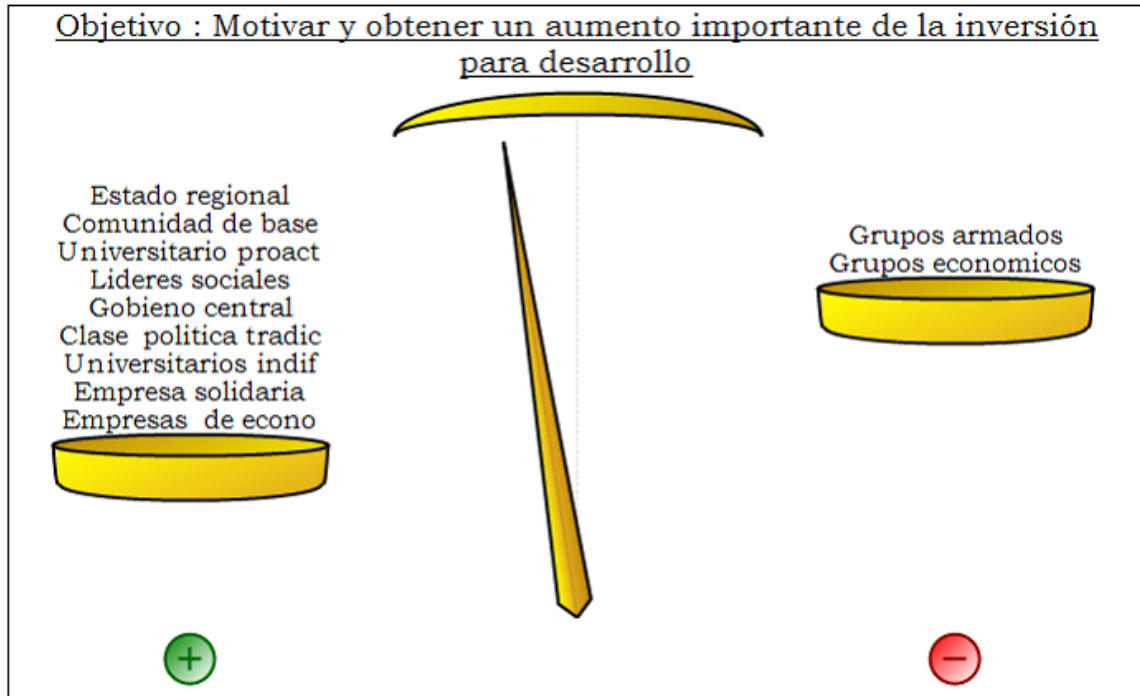 Objetivo : Motivar y obtener un aumento importante de la inversión
para desarrollo
Estado regional
Comunidad de base
Universitario proact
Lideres sociales
Gobieno central
Clase politica tradic
Universitarios indif
Empresa solidaria
Empresas de econo
Grupos armados
Grupos economicos
+
−